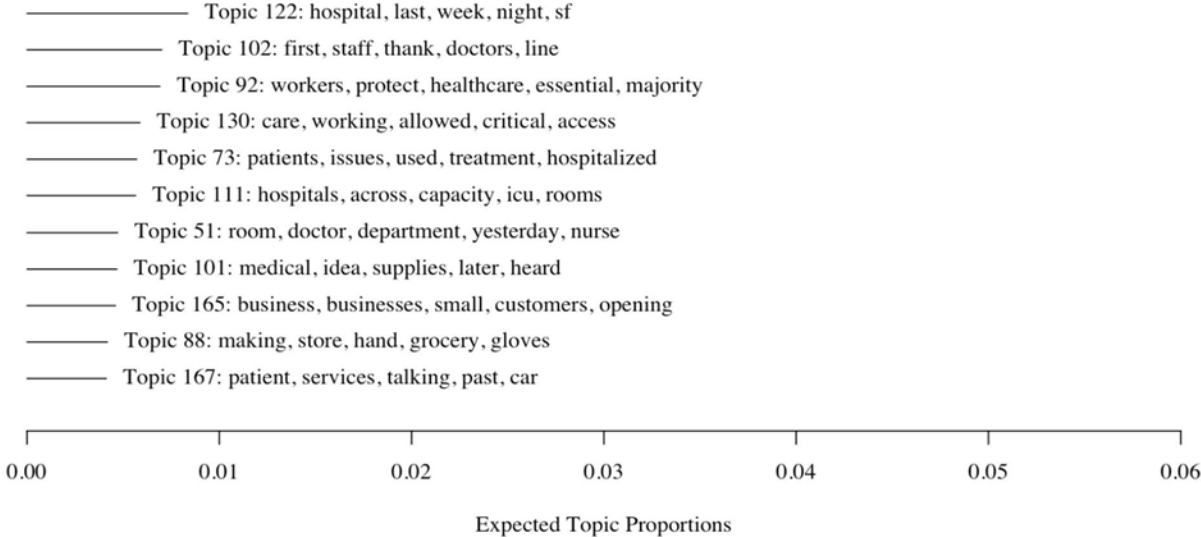 Topic 122: hospital, last, week, night, sf
Topic 102: first, staff, thank, doctors, line
Topic 92: workers, protect, healthcare, essential, majority
Topic 130: care, working, allowed, critical, access
Topic 73: patients, issues, used, treatment, hospitalized
Topic 111: hospitals, across, capacity, icu, rooms
Topic 51: room, doctor, department, yesterday, nurse
Topic 101: medical, idea, supplies, later, heard
Topic 165: business, businesses, small, customers, opening
Topic 88: making, store, hand, grocery, gloves
Topic 167: patient, services, talking, past, car
0.00 0.01 0.02 0.03 0.04 0.05 0.06
Expected Topic Proportions